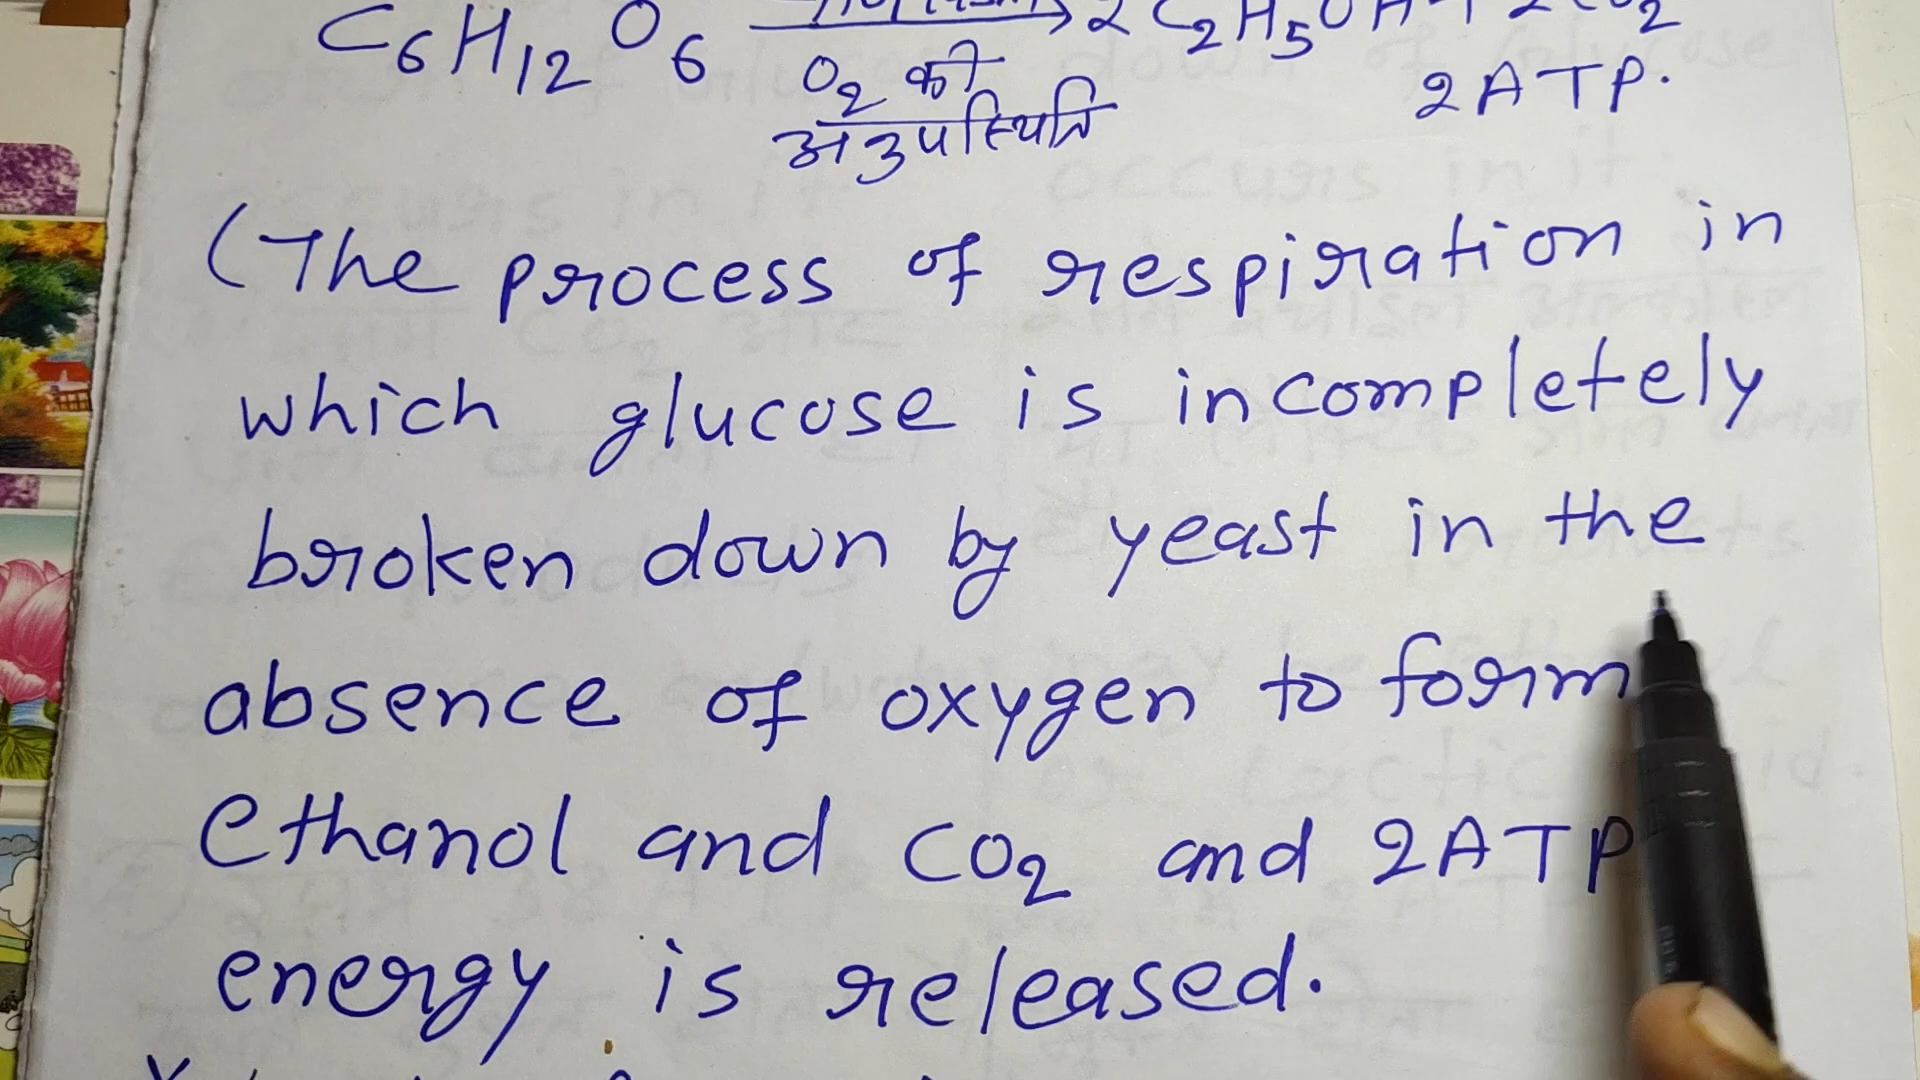 C₆H₁₂O₆ → 2C₂H₅OH + 2CO₂
O₂ की 2ATP.
अनुपस्थिति
(The process of respiration in
which glucose is incompletely
broken down by yeast in the
absence of oxygen to form
ethanol and CO₂ and 2ATP
energy is released.